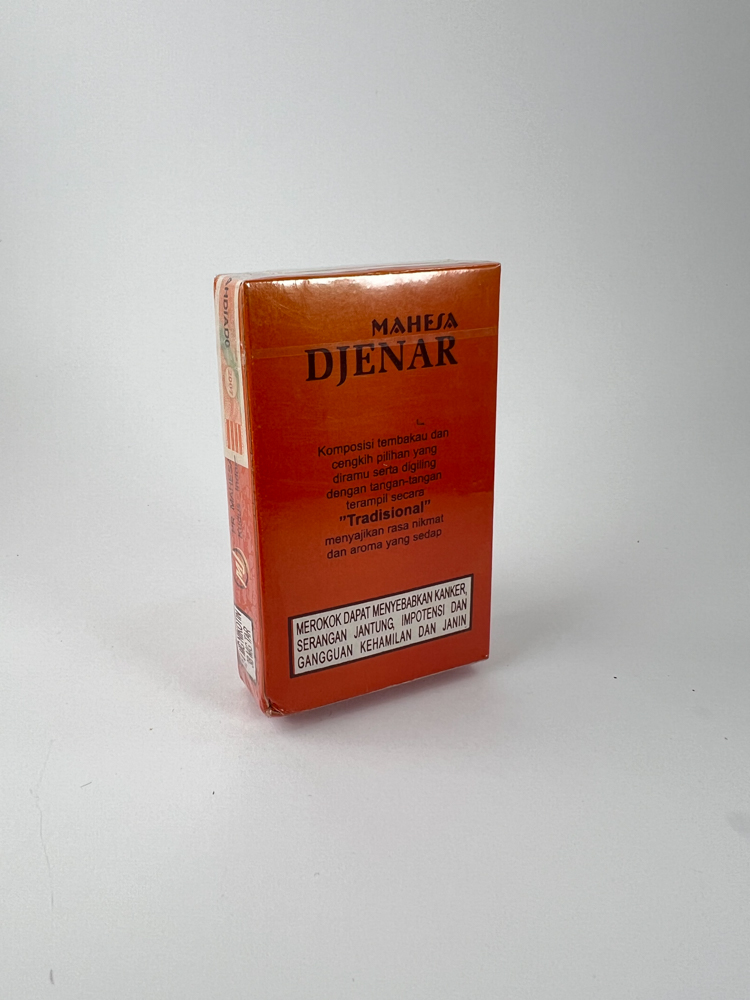 MAHESA
DJENAR
Komposisi tembakau dan
cengkih pilihan yang
diramu serta digiling
dengan tangan-tangan
terampil secara
"Tradisional"
menyajikan rasa nikmat
dan aroma yang sedap
MEROKOK DAPAT MENYEBABKAN KANKER,
SERANGAN JANTUNG, IMPOTENSI DAN
GANGGUAN KEHAMILAN DAN JANIN
2007